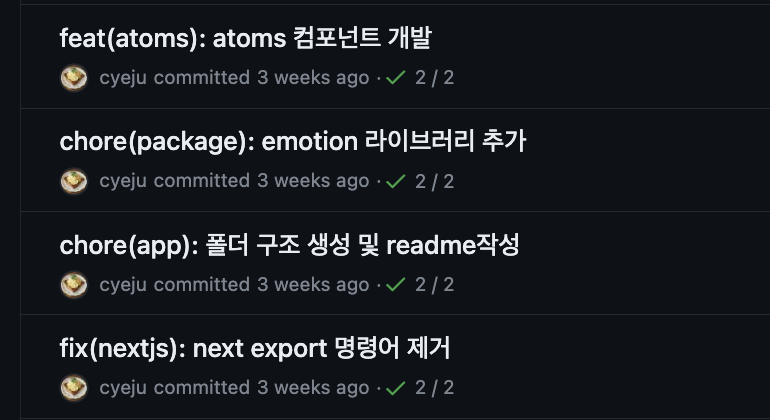 feat(atoms): atoms 컴포넌트 개발
cyeju committed 3 weeks ago · 2 / 2
chore(package): emotion 라이브러리 추가
cyeju committed 3 weeks ago · 2 / 2
chore(app): 폴더 구조 생성 및 readme작성
cyeju committed 3 weeks ago · 2 / 2
fix(nextjs): next export 명령어 제거
cyeju committed 3 weeks ago · 2 / 2